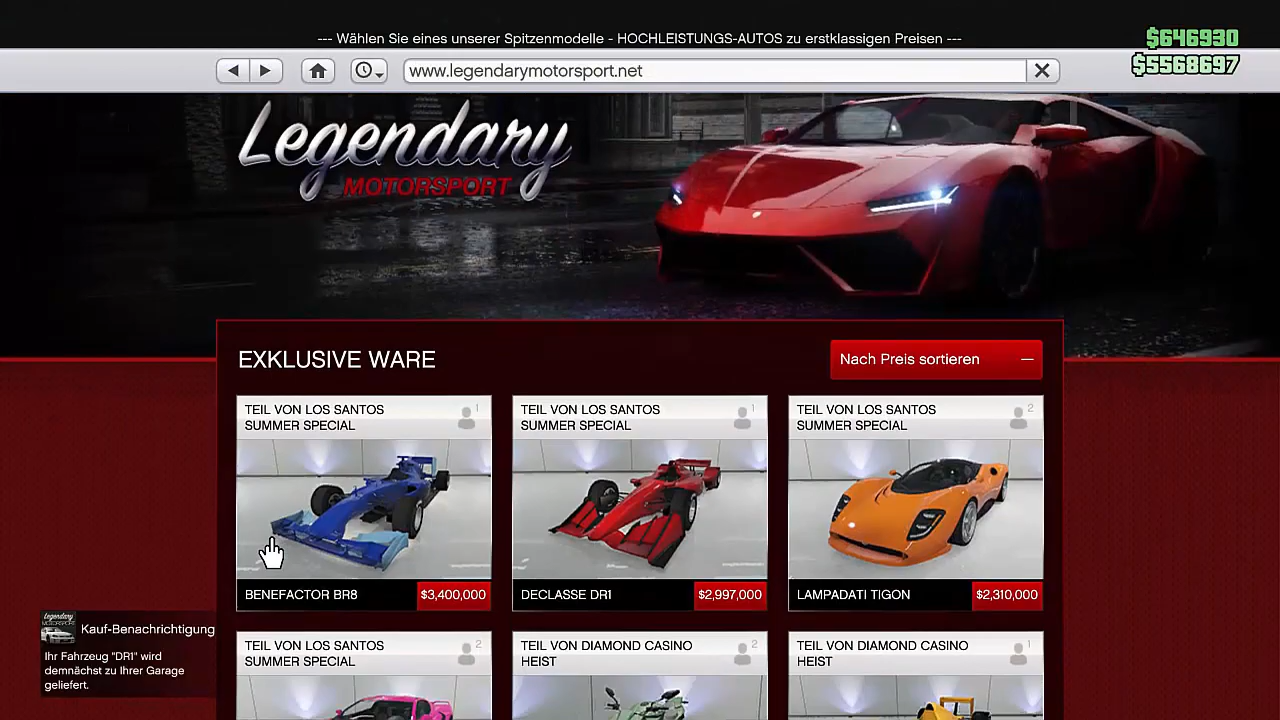 --- Wählen Sie eines unserer Spitzenmodelle - HOCHLEISTUNGS-AUTOS zu erstklassigen Preisen ---
$646930
$5568697
www.legendarymotorsport.net
Legendary
MOTORSPORT
EXKLUSIVE WARE
Nach Preis sortieren
TEIL VON LOS SANTOS
SUMMER SPECIAL
1
TEIL VON LOS SANTOS
SUMMER SPECIAL
1
TEIL VON LOS SANTOS
SUMMER SPECIAL
2
BENEFACTOR BR8
$3,400,000
DECLASSE DR1
$2,997,000
LAMPADATI TIGON
$2,310,000
Legendary
MOTORSPORT
Kauf-Benachrichtigung
Ihr Fahrzeug "DR1" wird
demnächst zu Ihrer Garage
geliefert.
TEIL VON LOS SANTOS
SUMMER SPECIAL
2
TEIL VON DIAMOND CASINO
HEIST
2
TEIL VON DIAMOND CASINO
HEIST
1